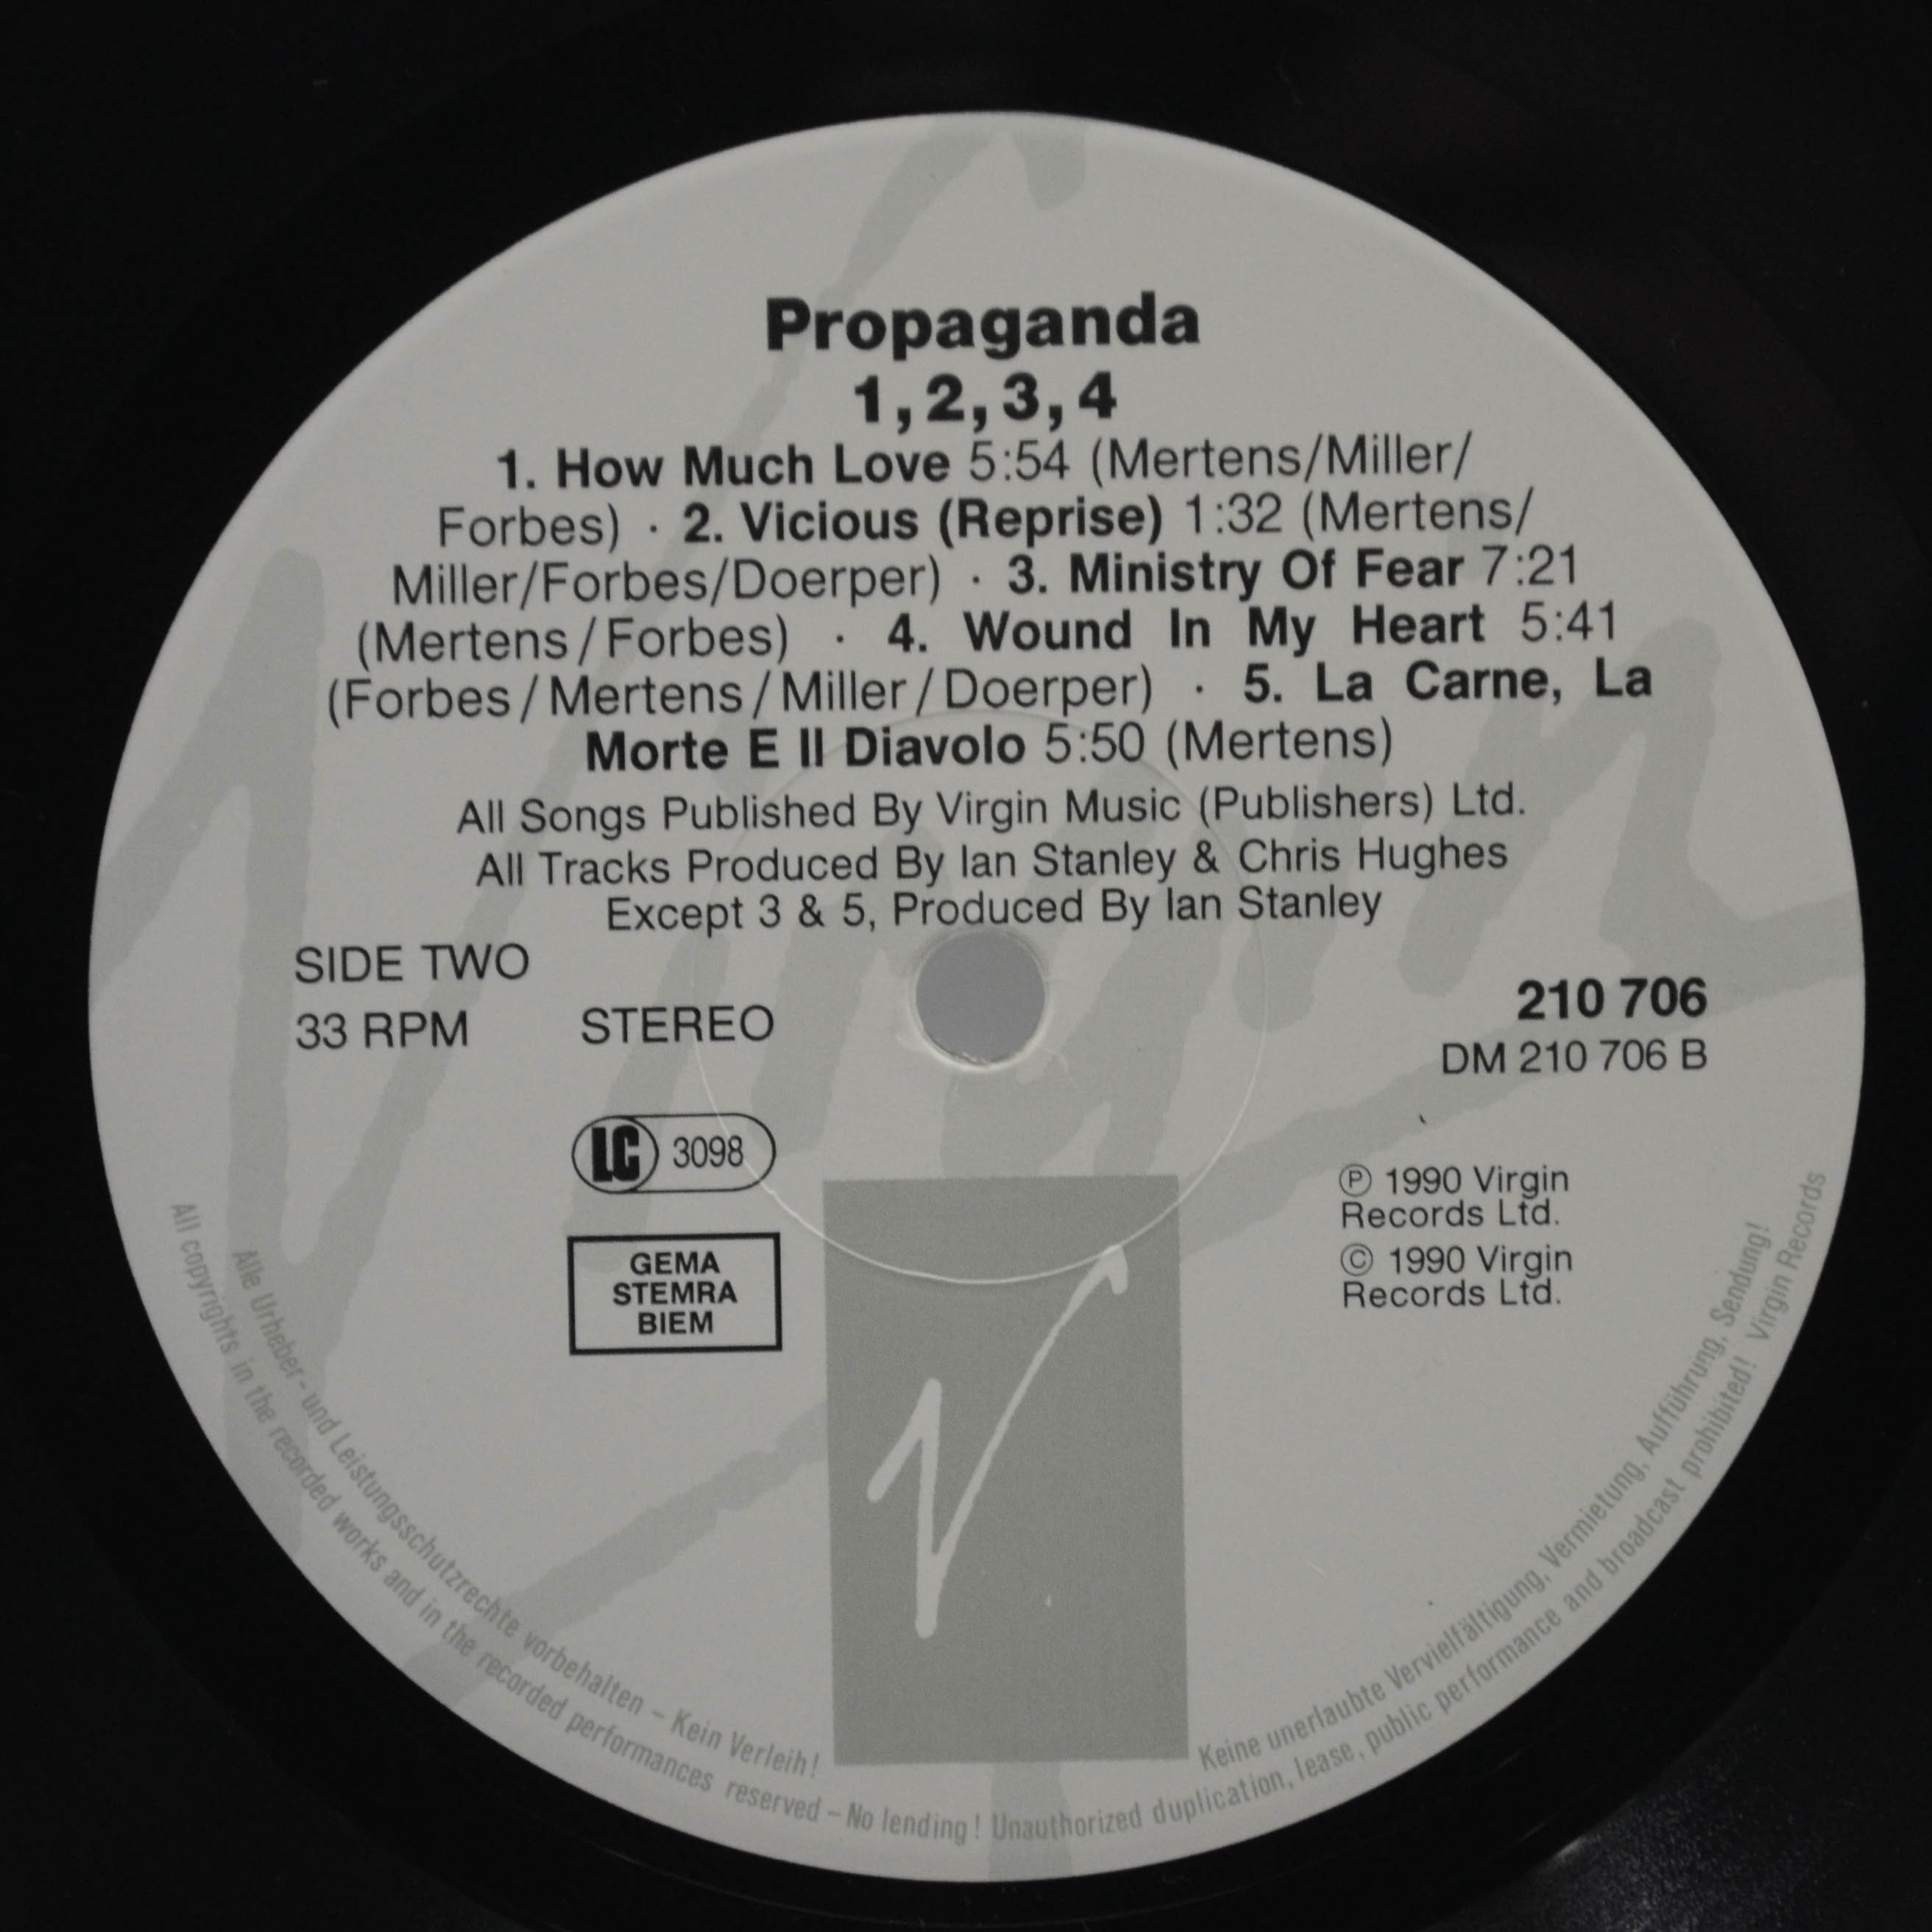 Propaganda
1, 2, 3, 4
1. How Much Love 5:54 (Mertens/Miller/
Forbes) · 2. Vicious (Reprise) 1:32 (Mertens/
Miller/Forbes/Doerper) · 3. Ministry Of Fear 7:21
(Mertens/Forbes) · 4. Wound In My Heart 5:41
(Forbes/Mertens/Miller/Doerper) · 5. La Carne, La
Morte E Il Diavolo 5:50 (Mertens)
All Songs Published By Virgin Music (Publishers) Ltd.
All Tracks Produced By Ian Stanley & Chris Hughes
Except 3 & 5, Produced By Ian Stanley
SIDE TWO
33 RPM STEREO
210 706
DM 210 706 B
LC 3098
GEMA
STEMRA
BIEM
Ⓟ 1990 Virgin
Records Ltd.
© 1990 Virgin
Records Ltd.
V
Virgin
Alle Urheber- und Leistungsschutzrechte vorbehalten – Kein Verleih! Keine unerlaubte Vervielfältigung, Vermietung, Aufführung, Sendung!
All copyrights in the recorded works and in the recorded performances reserved – No lending! Unauthorized duplication, lease, public performance and broadcast prohibited! Virgin Records